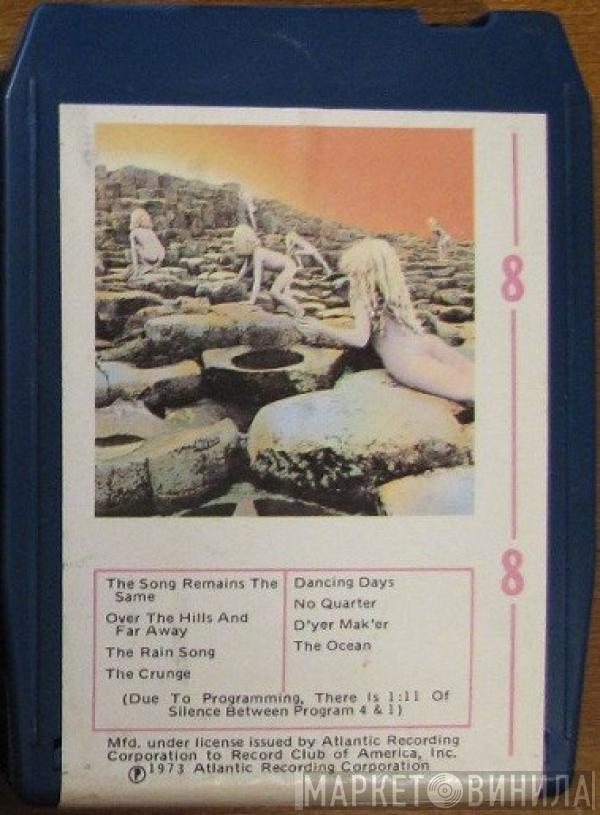 8
8
The Song Remains The
Same
Over The Hills And
Far Away
The Rain Song
The Crunge
Dancing Days
No Quarter
D'yer Mak'er
The Ocean
(Due To Programming, There Is 1:11 Of
Silence Between Program 4 & 1)
Mfd. under license issued by Atlantic Recording
Corporation to Record Club of America, Inc.
Ⓟ1973 Atlantic Recording Corporation
МАРКЕТ ВИНИЛА